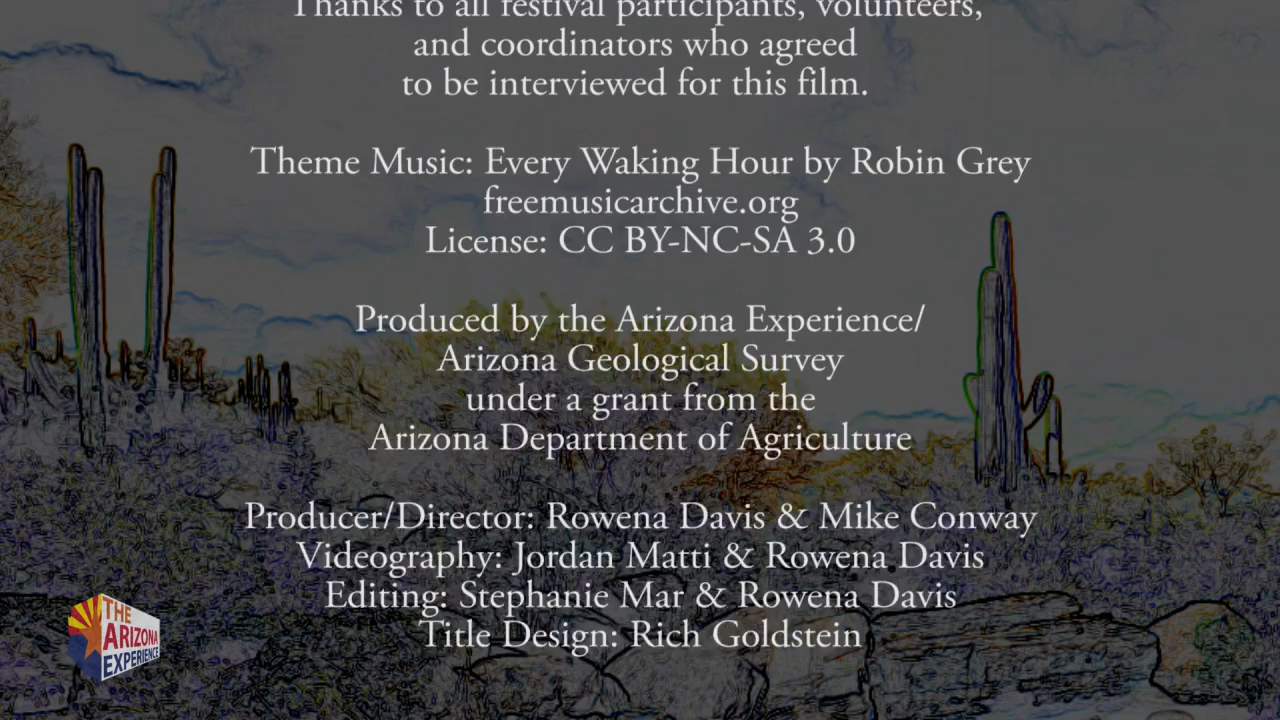 Thanks to all festival participants, volunteers,
and coordinators who agreed
to be interviewed for this film.
Theme Music: Every Waking Hour by Robin Grey
freemusicarchive.org
License: CC BY-NC-SA 3.0
Produced by the Arizona Experience/
Arizona Geological Survey
under a grant from the
Arizona Department of Agriculture
Producer/Director: Rowena Davis & Mike Conway
Videography: Jordan Matti & Rowena Davis
Editing: Stephanie Mar & Rowena Davis
Title Design: Rich Goldstein
THE
ARIZONA
EXPERIENCE